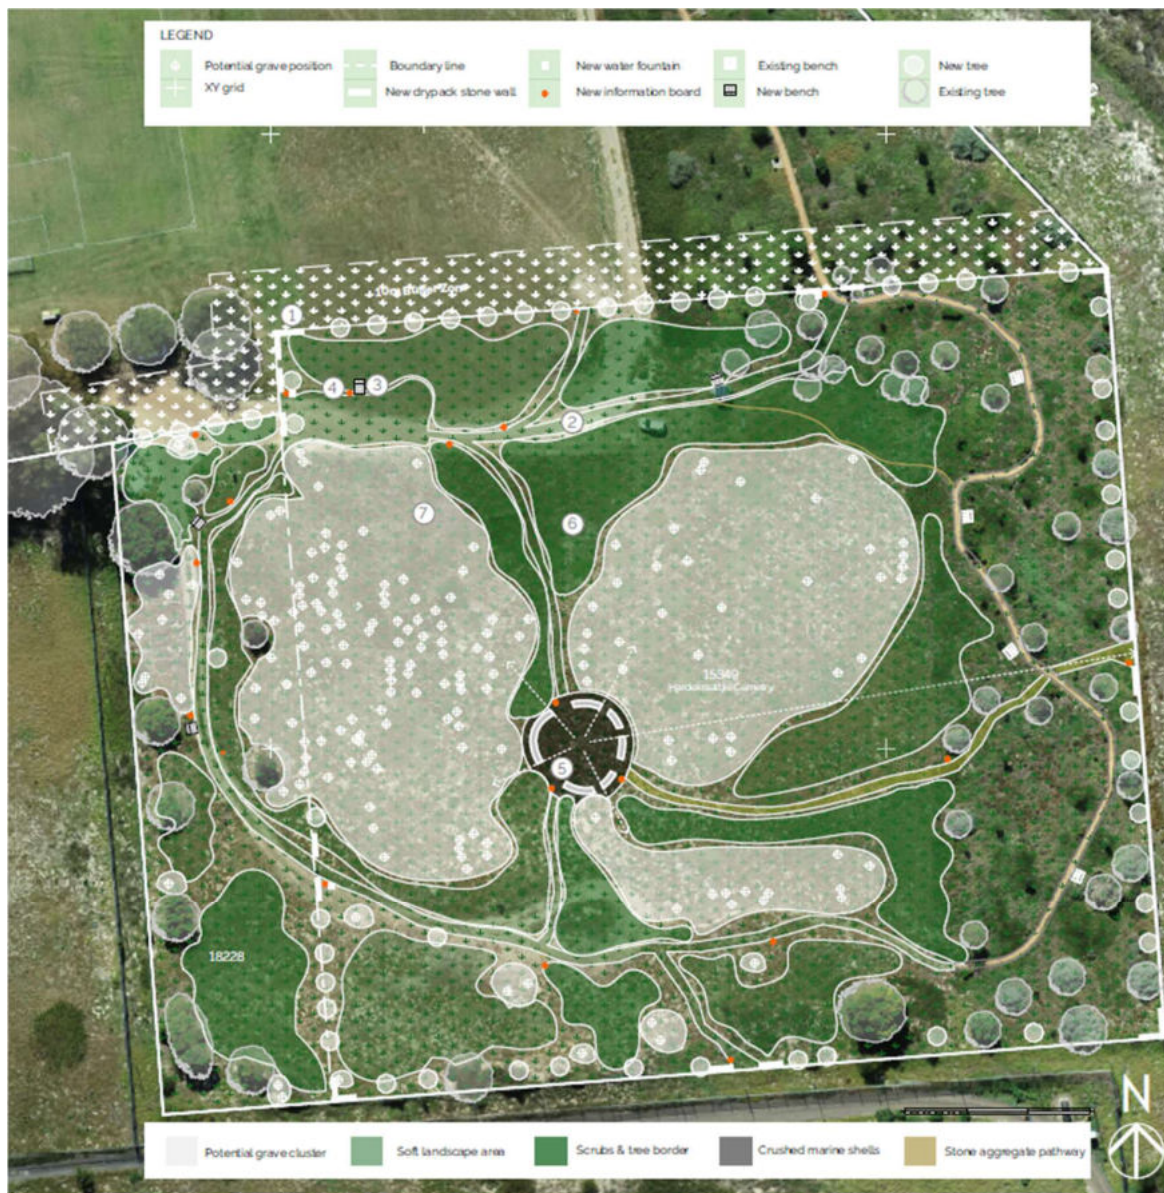 LEGEND
Potential grave position
Boundary line
New water fountain
Existing bench
New tree
XY grid
New drypack stone wall
New information board
New bench
Existing tree
1
4
3
2
7
6
15349
5
18228
N
Potential grave cluster
Soft landscape area
Scrubs & tree border
Crushed marine shells
Stone aggregate pathway